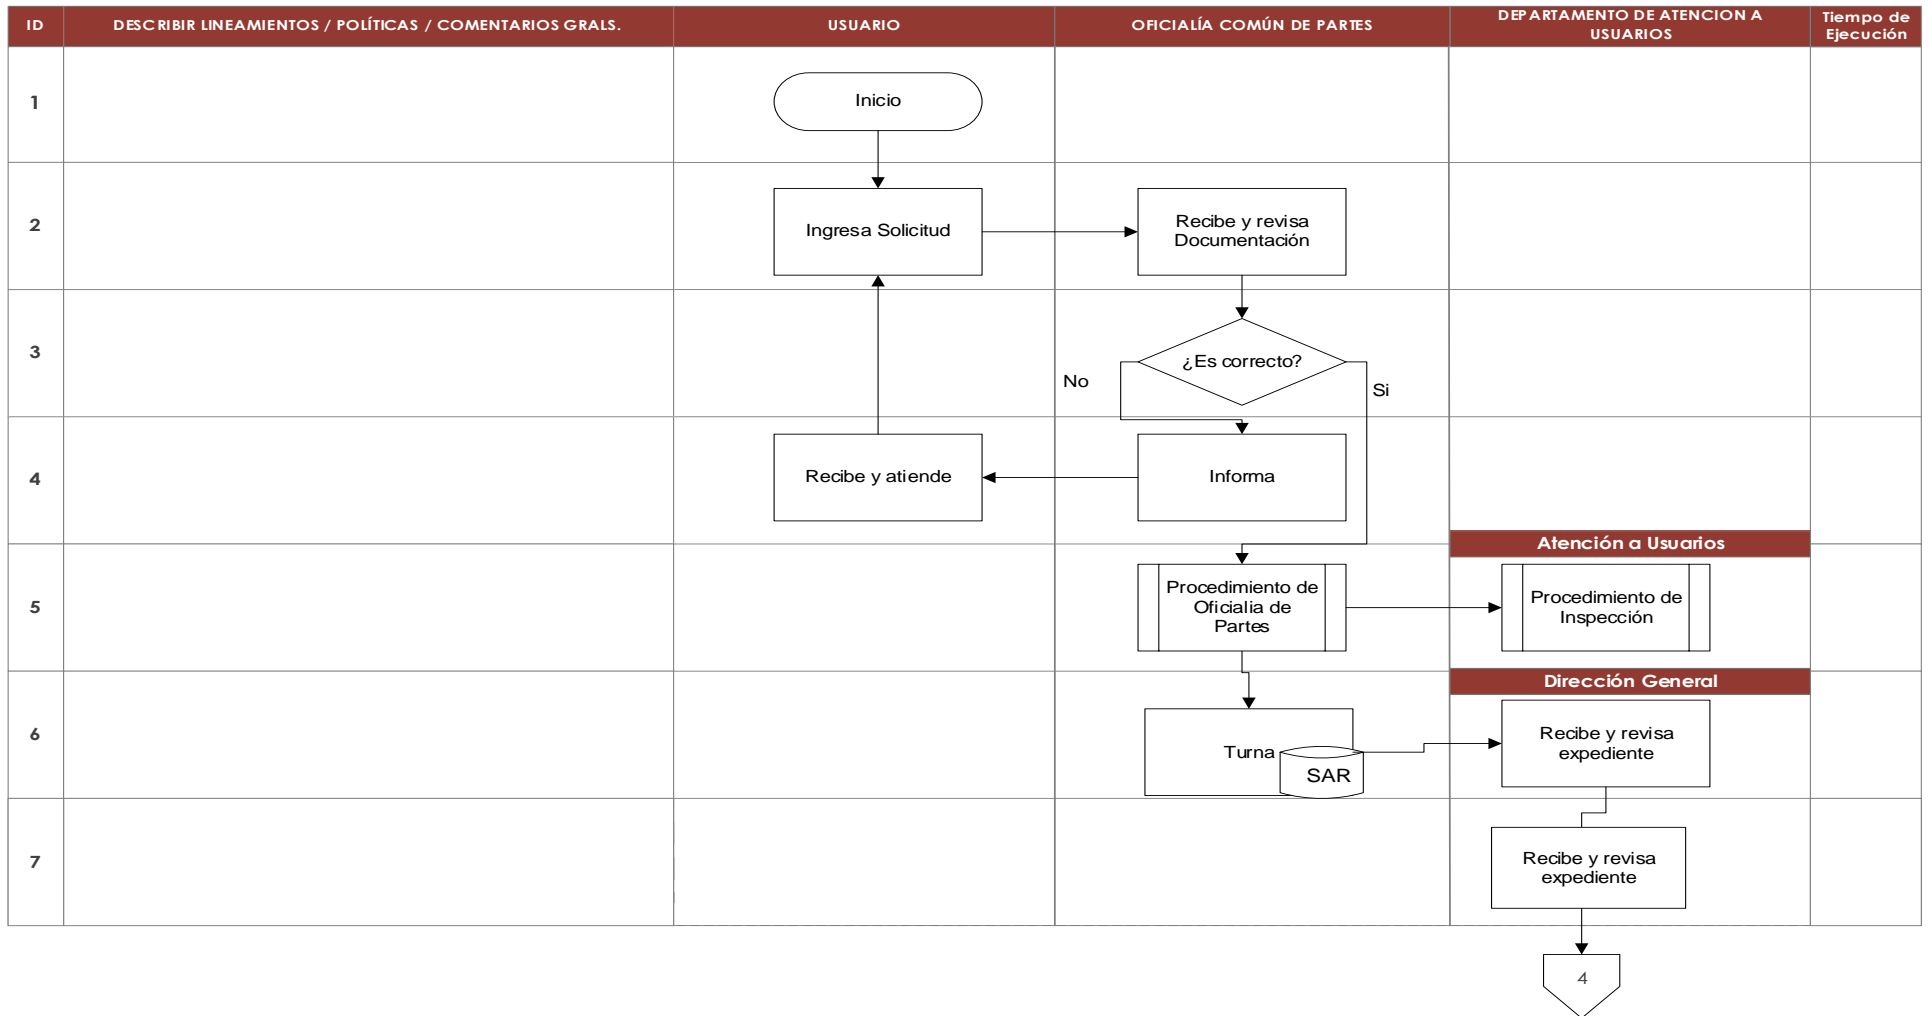 ID
DESCRIBIR LINEAMIENTOS / POLÍTICAS / COMENTARIOS GRALS.
USUARIO
OFICIALÍA COMÚN DE PARTES
DEPARTAMENTO DE ATENCION A
USUARIOS
Tiempo de
Ejecución
1
Inicio
2
Ingresa Solicitud
Recibe y revisa
Documentación
3
¿Es correcto?
No
Si
4
Recibe y atiende
Informa
Atención a Usuarios
5
Procedimiento de
Oficialia de
Partes
Procedimiento de
Inspección
Dirección General
6
Turna
SAR
Recibe y revisa
expediente
7
Recibe y revisa
expediente
4